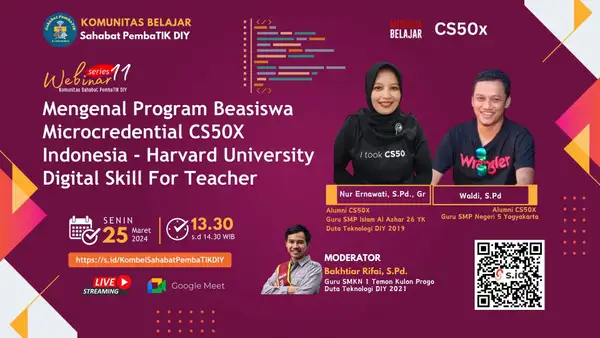 KOMUNITAS BELAJAR
Sahabat PembaTIK DIY
MERDEKA
BELAJAR
CS50x
Webinar series 11
Komunitas Sahabat PembaTIK DIY
Mengenal Program Beasiswa
Microcredential CS50X
Indonesia - Harvard University
Digital Skill For Teacher
I took CS50.
Wrangler
Nur Ernawati, S.Pd., Gr
Waldi, S.Pd
Alumni CS50X
Guru SMP Islam Al Azhar 26 YK
Duta Teknologi DIY 2019
Alumni CS50X
Guru SMP Negeri 5 Yogyakarta
SENIN
25 Maret
2024
13.30
s.d 14.30 WIB
https://s.id/KombelSahabatPembaTIKDIY
LIVE
STREAMING
Google Meet
MODERATOR
Bakhtiar Rifai, S.Pd.
Guru SMKN 1 Temon Kulon Progo
Duta Teknologi DIY 2021
s.id